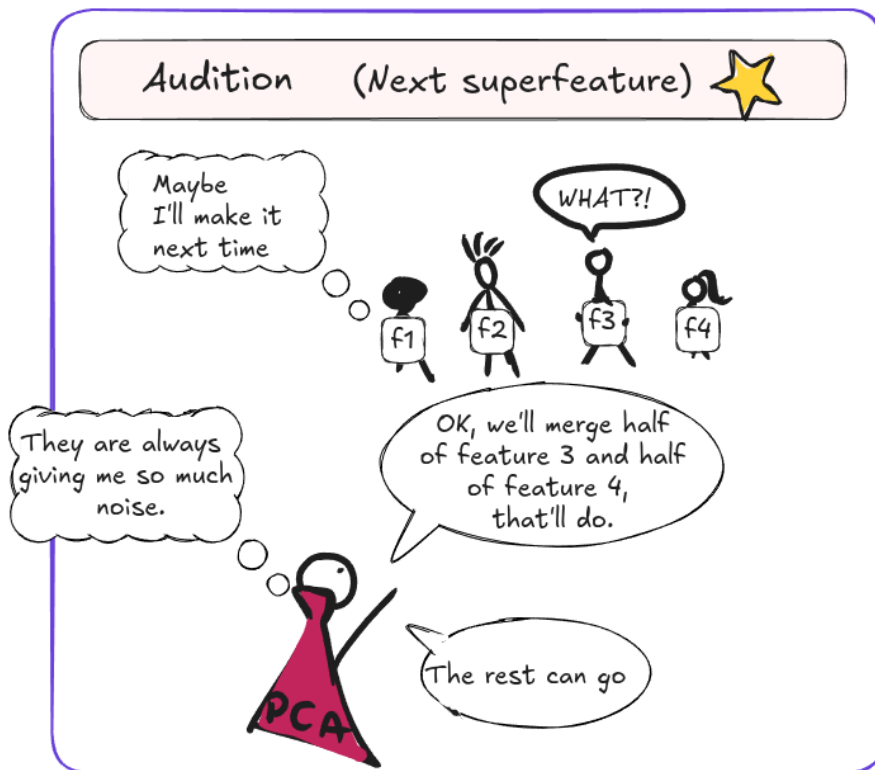 Audition (Next superfeature)
Maybe
I'll make it
next time
WHAT?!
f1
f2
f3
f4
OK, we'll merge half
of feature 3 and half
of feature 4,
that'll do.
They are always
giving me so much
noise.
The rest can go
PCA